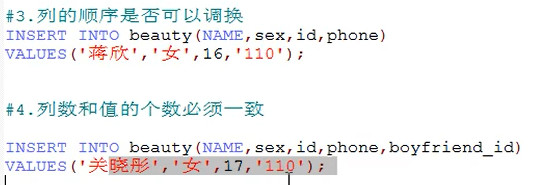 #3.列的顺序是否可以调换
INSERT INTO beauty(NAME,sex,id,phone)
VALUES('蒋欣','女',16,'110');
#4.列数和值的个数必须一致
INSERT INTO beauty(NAME,sex,id,phone,boyfriend_id)
VALUES('关晓彤','女',17,'110');